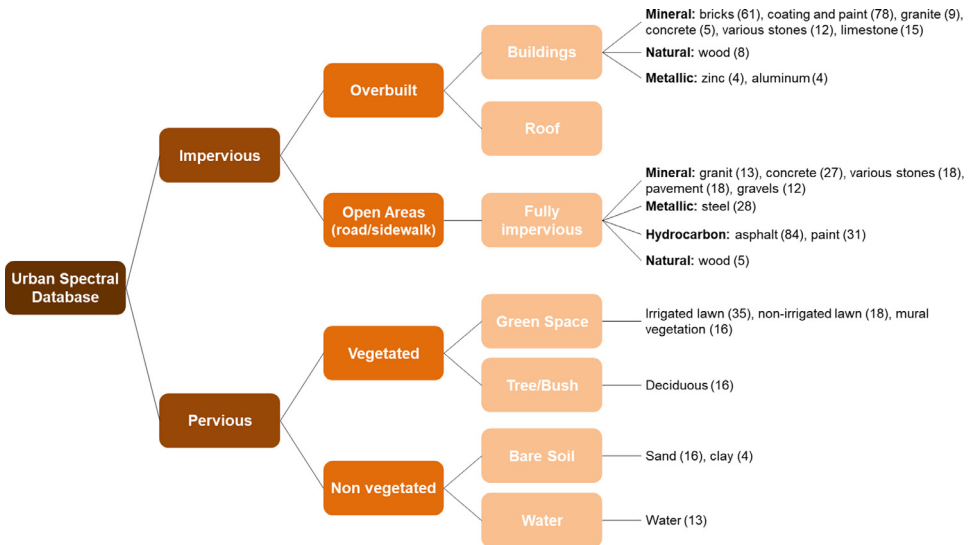 Mineral: bricks (61), coating and paint (78), granite (9),
concrete (5), various stones (12), limestone (15)
Buildings
Natural: wood (8)
Metallic: zinc (4), aluminum (4)
Overbuilt
Roof
Impervious
Mineral: granit (13), concrete (27), various stones (18),
pavement (18), gravels (12)
Metallic: steel (28)
Open Areas
(road/sidewalk)
Fully
impervious
Hydrocarbon: asphalt (84), paint (31)
Natural: wood (5)
Urban Spectral
Database
Green Space
Irrigated lawn (35), non-irrigated lawn (18), mural
vegetation (16)
Vegetated
Tree/Bush
Deciduous (16)
Pervious
Bare Soil
Sand (16), clay (4)
Non vegetated
Water
Water (13)